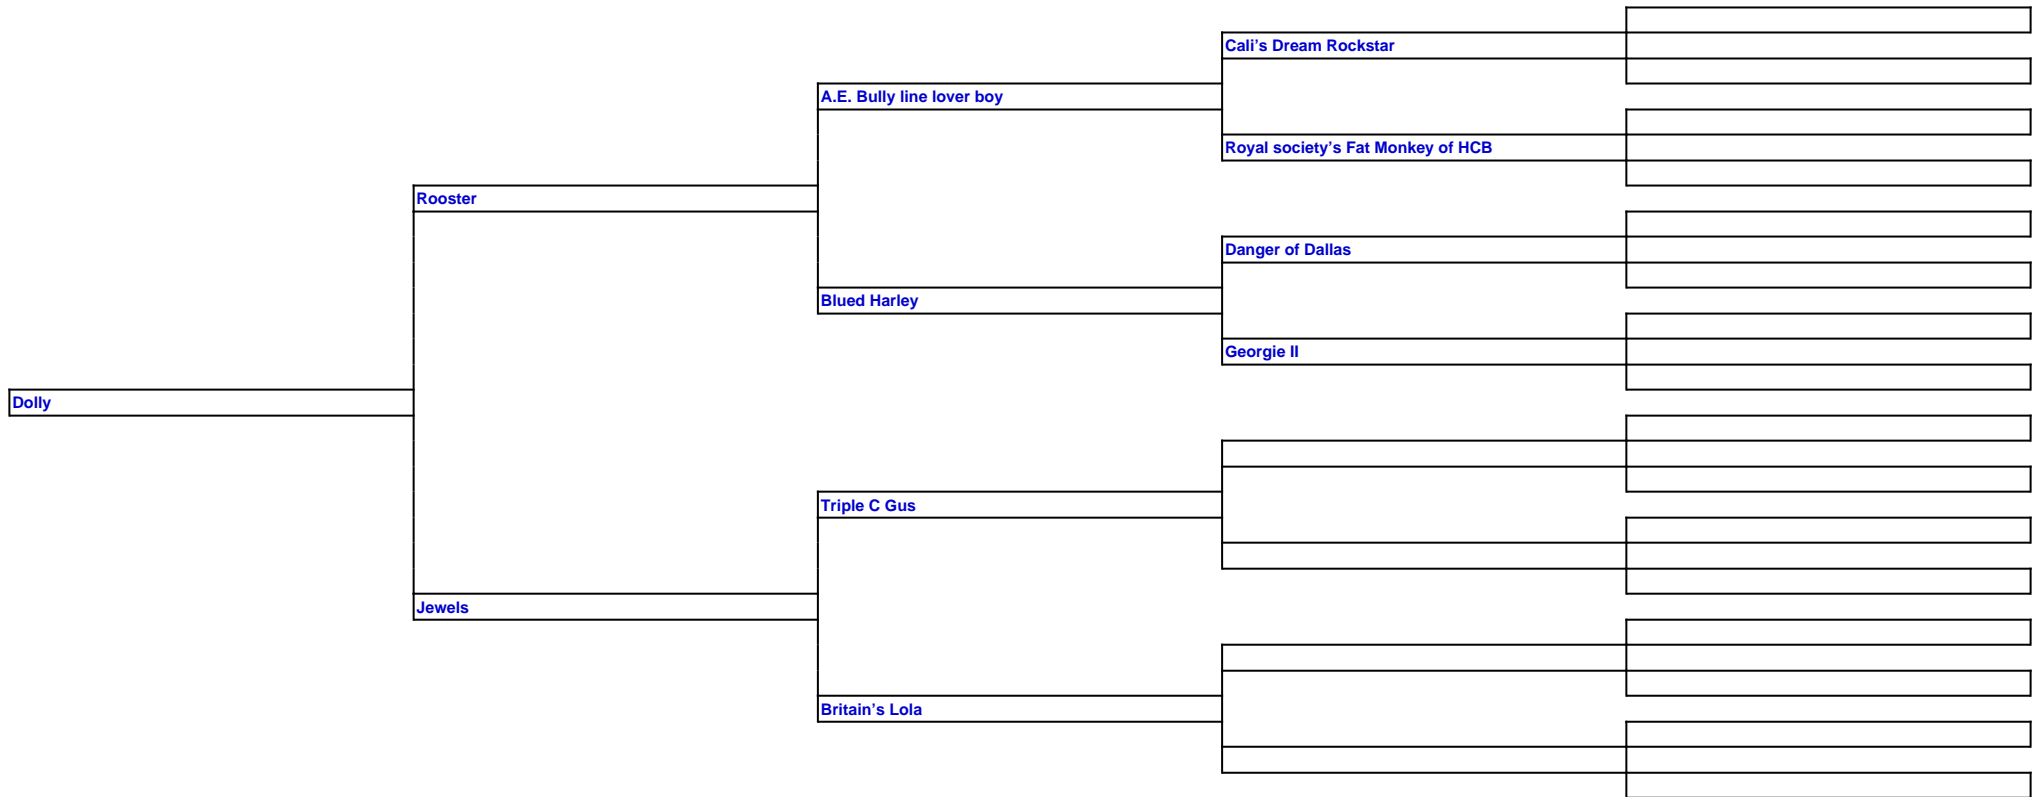 Cali’s Dream Rockstar
A.E. Bully line lover boy
Royal society’s Fat Monkey of HCB
Rooster
Danger of Dallas
Blued Harley
Georgie II
Dolly
Triple C Gus
Jewels
Britain’s Lola